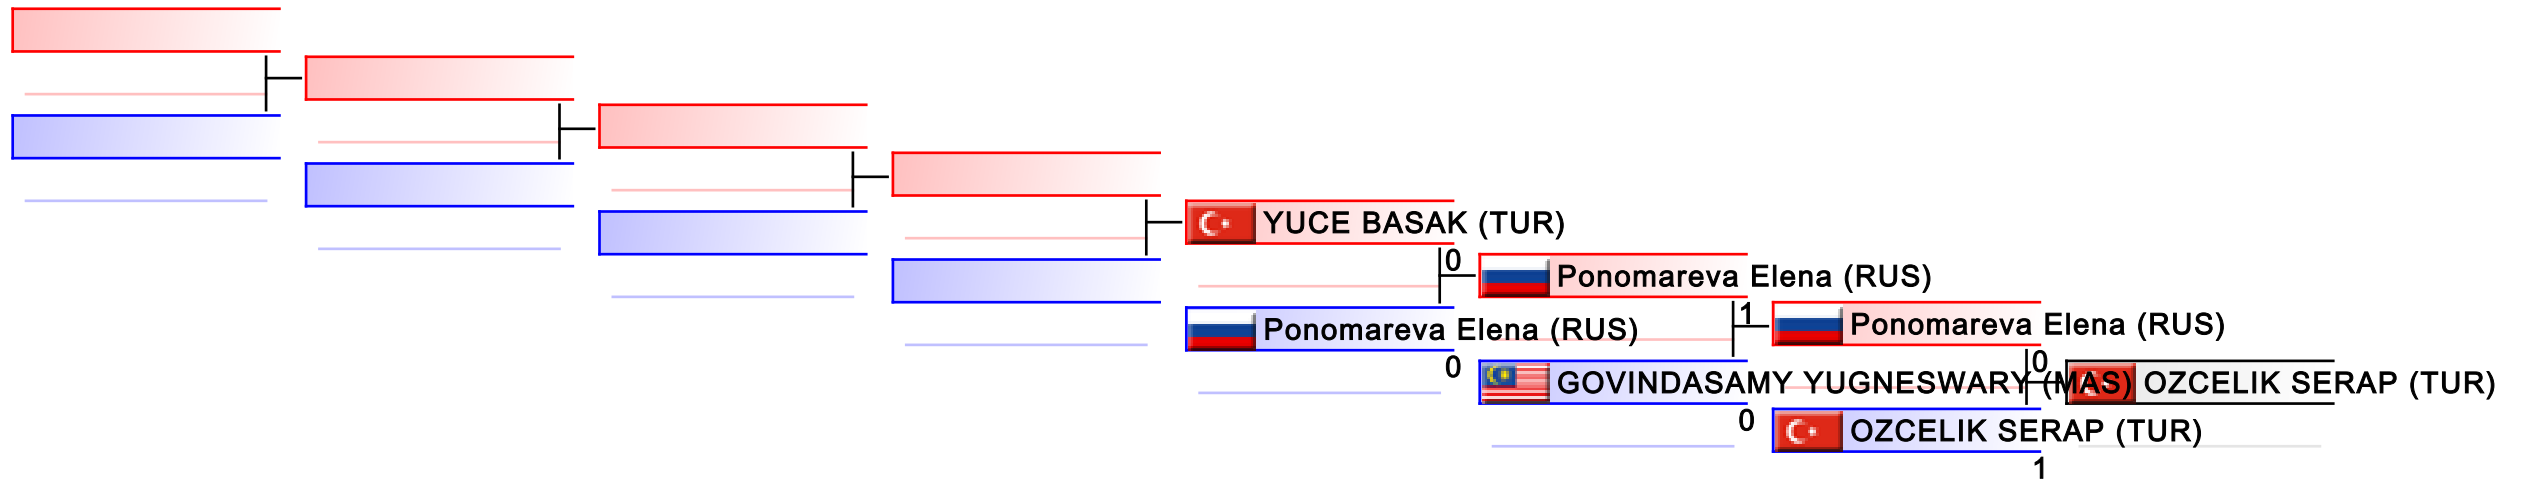 YUCE BASAK (TUR)
0
Ponomareva Elena (RUS)
Ponomareva Elena (RUS)
0
1
Ponomareva Elena (RUS)
GOVINDASAMY YUGNESWARY (MAS)
0
0
OZCELIK SERAP (TUR)
OZCELIK SERAP (TUR)
1